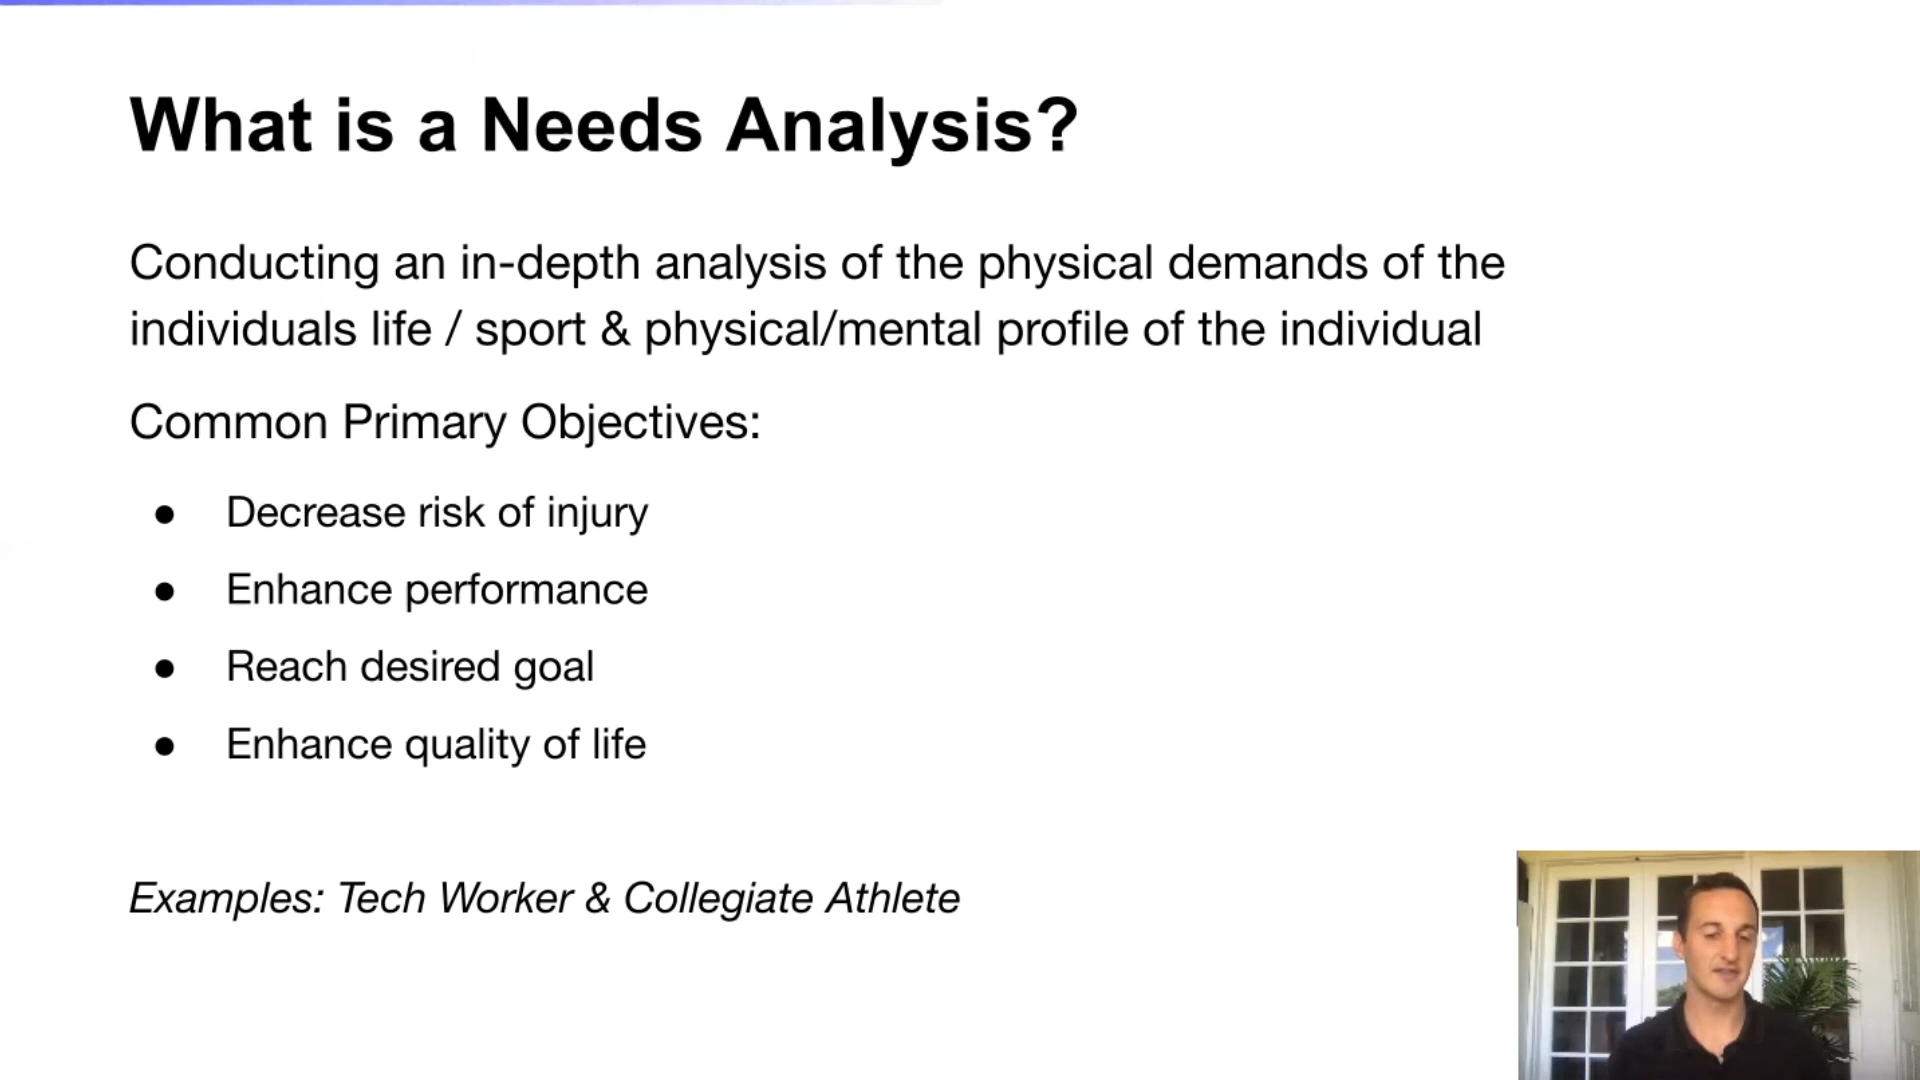 What is a Needs Analysis?
Conducting an in-depth analysis of the physical demands of the
individuals life / sport & physical/mental profile of the individual
Common Primary Objectives:
● Decrease risk of injury
● Enhance performance
● Reach desired goal
● Enhance quality of life
Examples: Tech Worker & Collegiate Athlete